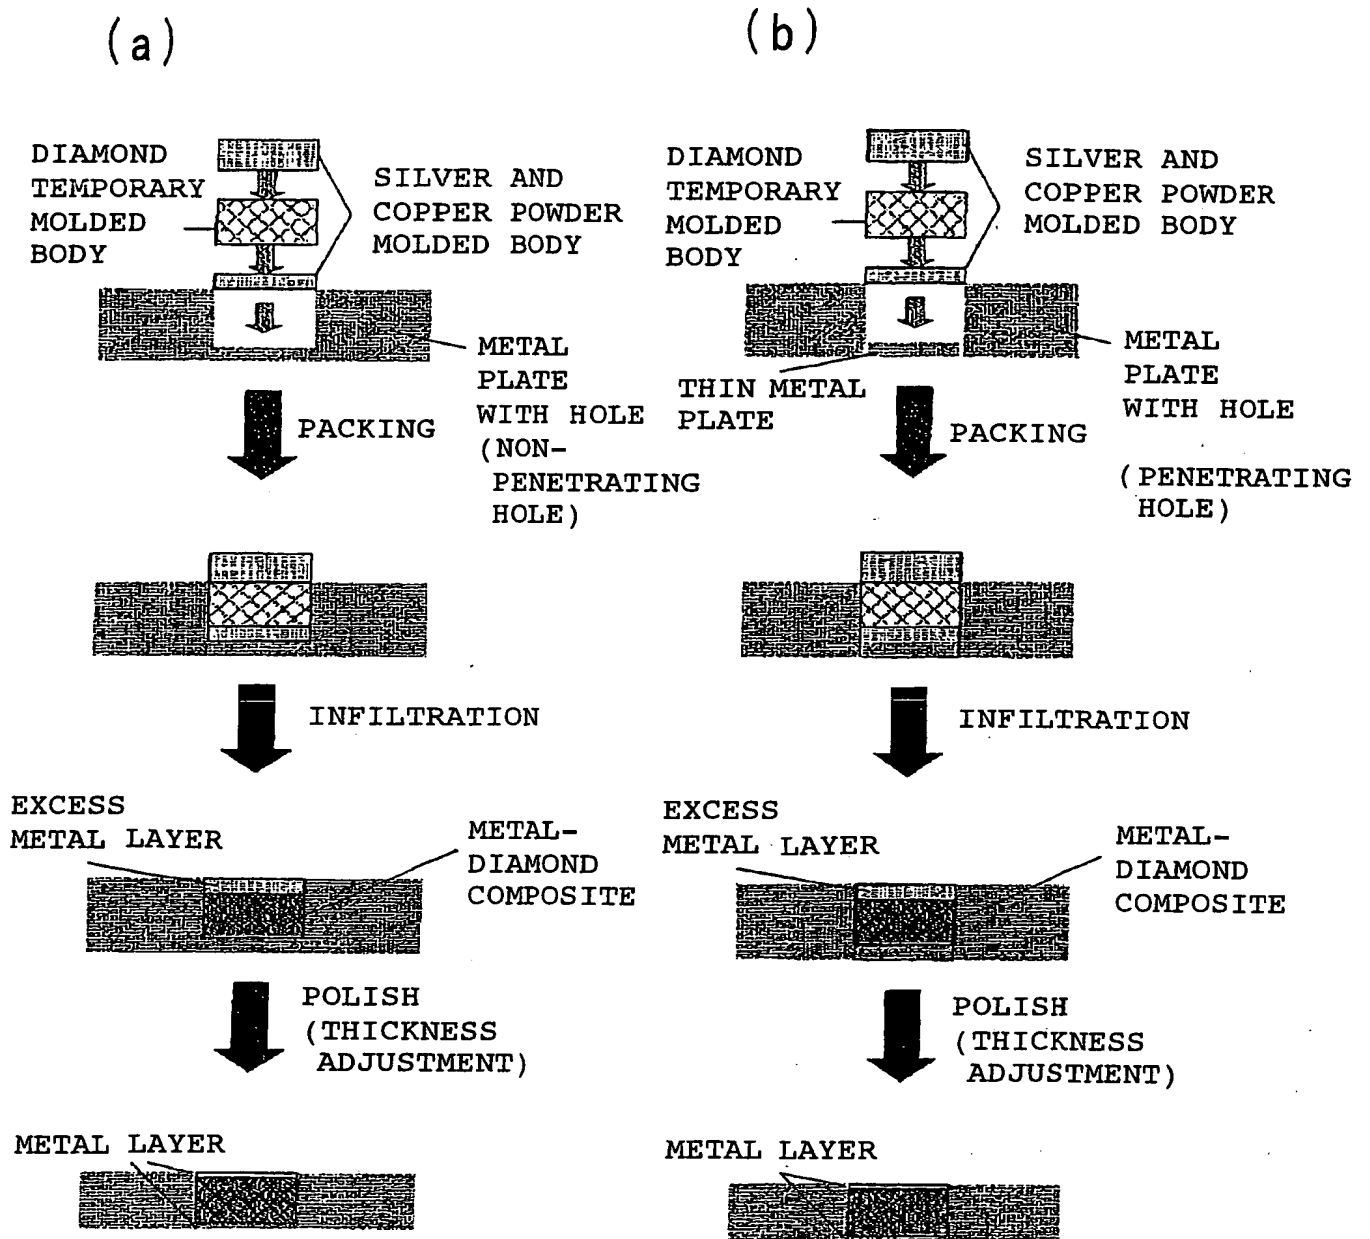 (a)
DIAMOND
TEMPORARY
MOLDED
BODY
SILVER AND
COPPER POWDER
MOLDED BODY
METAL
PLATE
WITH HOLE
(NON-
PENETRATING
HOLE)
PACKING
INFILTRATION
EXCESS
METAL LAYER
METAL-
DIAMOND
COMPOSITE
POLISH
(THICKNESS
ADJUSTMENT)
METAL LAYER
(b)
DIAMOND
TEMPORARY
MOLDED
BODY
SILVER AND
COPPER POWDER
MOLDED BODY
THIN METAL
PLATE
METAL
PLATE
WITH HOLE
(PENETRATING
HOLE)
PACKING
INFILTRATION
EXCESS
METAL LAYER
METAL-
DIAMOND
COMPOSITE
POLISH
(THICKNESS
ADJUSTMENT)
METAL LAYER